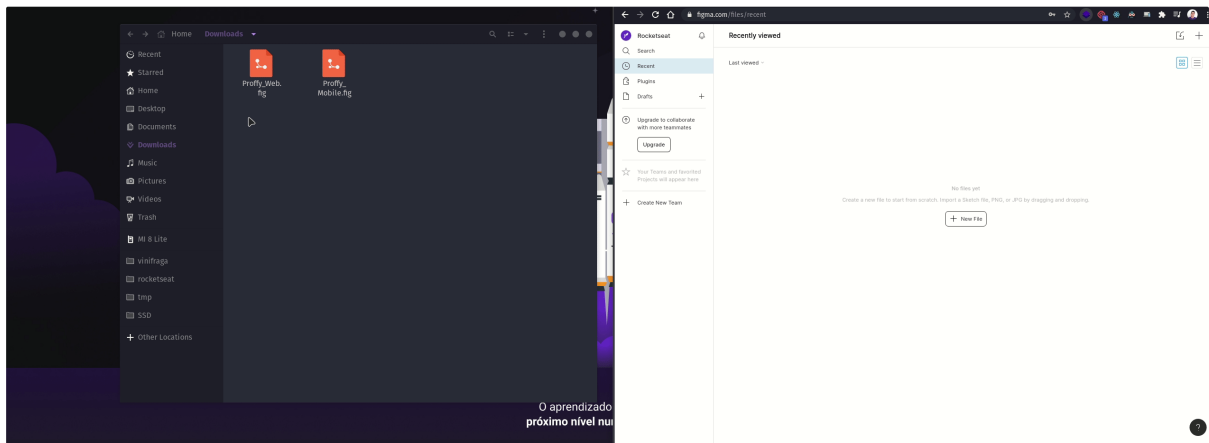 Home Downloads
Recent
Starred
Home
Desktop
Documents
Downloads
Music
Pictures
Videos
Trash
MI 8 Lite
vinifraga
rocketseat
tmp
SSD
Other Locations
Proffy_Web.
fig
Proffy_
Mobile.fig
O aprendizado
próximo nível nu
figma.com/files/recent
Rocketseat
Search
Recent
Plugins
Drafts
Upgrade to collaborate
with more teammates
Upgrade
Your Teams and favorited
Projects will appear here
Create New Team
Recently viewed
Last viewed
No files yet
Create a new file to start from scratch. Import a Sketch file, PNG, or JPG by dragging and dropping.
New File
?